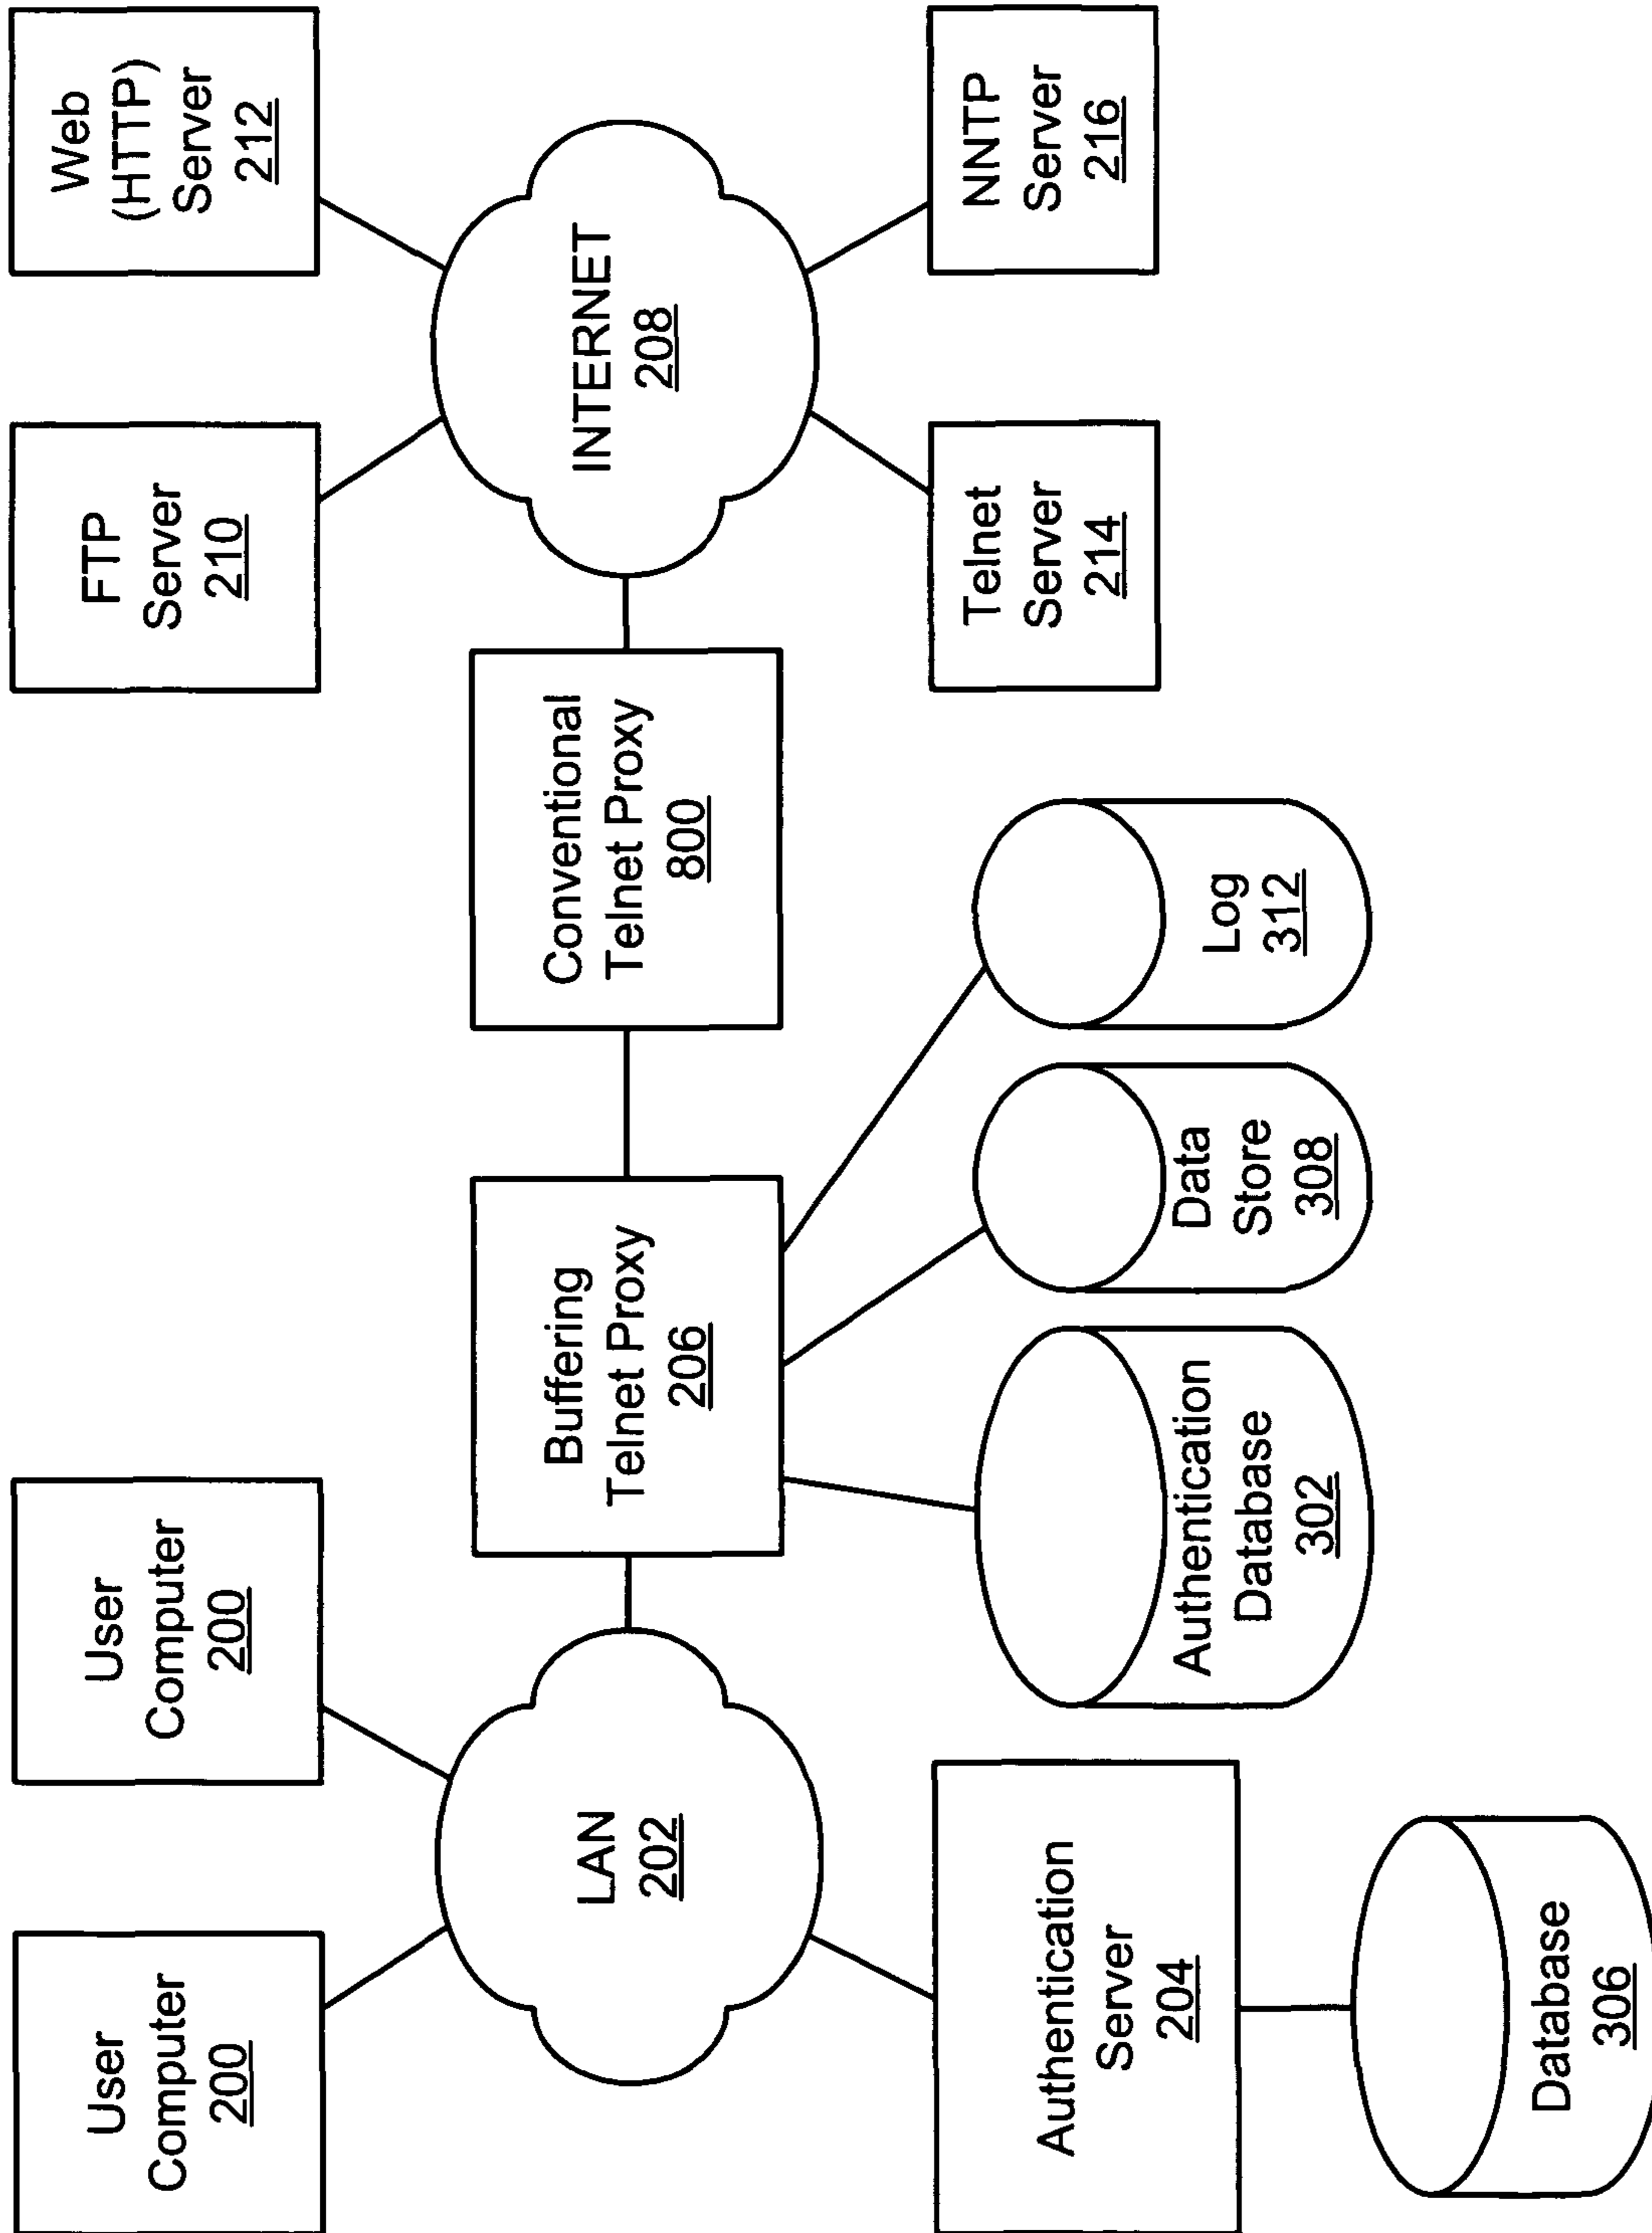 User
Computer
200
User
Computer
200
FTP
Server
210
Web
(HTTP)
Server
212
LAN
202
Buffering
Telnet Proxy
206
Conventional
Telnet Proxy
800
INTERNET
208
Authentication
Server
204
Authentication
Database
302
Data
Store
308
Log
312
Telnet
Server
214
NNTP
Server
216
Database
306